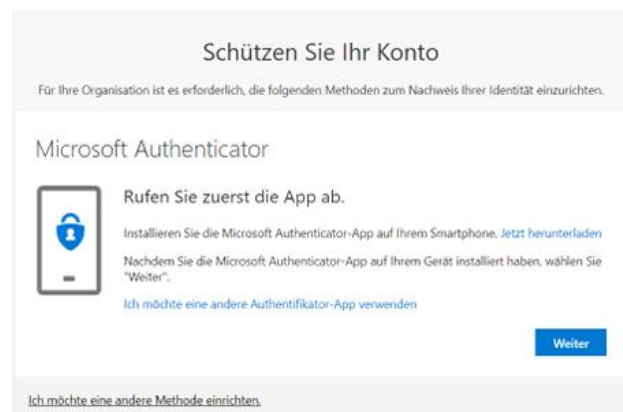 Schützen Sie Ihr Konto
Für Ihre Organisation ist es erforderlich, die folgenden Methoden zum Nachweis Ihrer Identität einzurichten.
Microsoft Authenticator
Rufen Sie zuerst die App ab.
Installieren Sie die Microsoft Authenticator-App auf Ihrem Smartphone. Jetzt herunterladen
Nachdem Sie die Microsoft Authenticator-App auf Ihrem Gerät installiert haben, wählen Sie
"Weiter".
Ich möchte eine andere Authentifikator-App verwenden
Weiter
Ich möchte eine andere Methode einrichten.